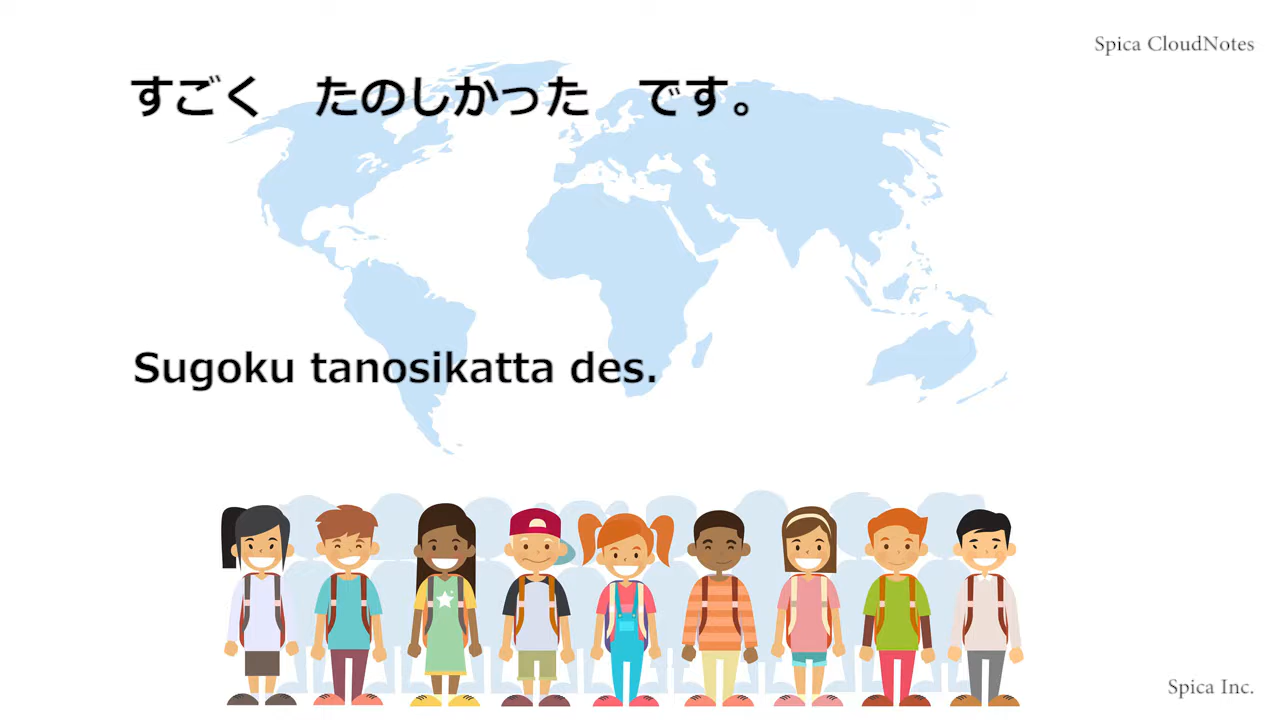 Spica CloudNotes
すごく　たのしかった　です。
Sugoku tanosikatta des.
Spica Inc.